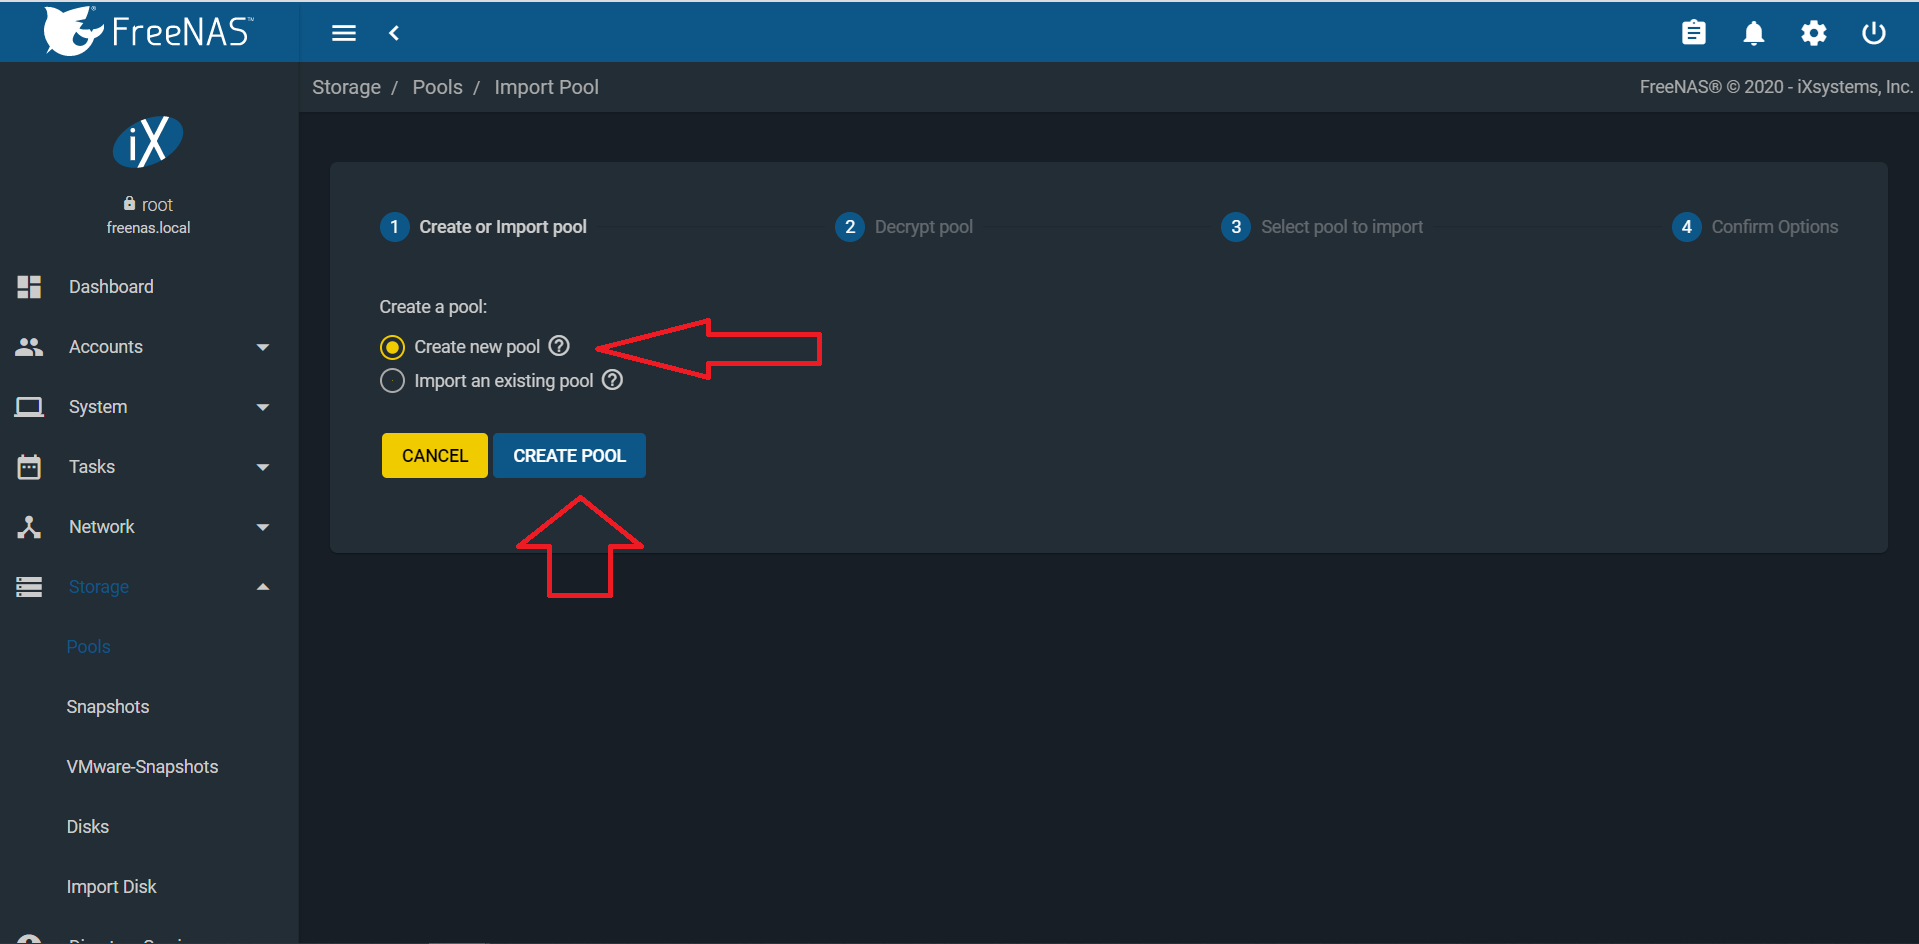 FreeNAS™
Storage / Pools / Import Pool
FreeNAS® © 2020 - iXsystems, Inc.
iX
root
freenas.local
Dashboard
Accounts
System
Tasks
Network
Storage
Pools
Snapshots
VMware-Snapshots
Disks
Import Disk
1 Create or Import pool
2 Decrypt pool
3 Select pool to import
4 Confirm Options
Create a pool:
Create new pool ?
Import an existing pool ?
CANCEL CREATE POOL